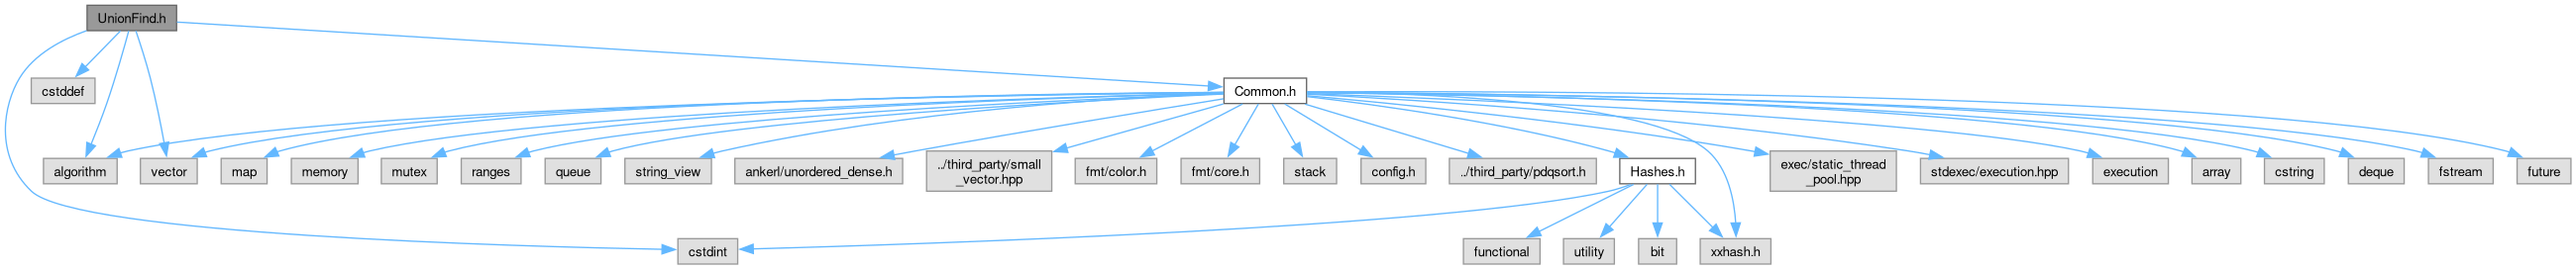 UnionFind.h
cstddef
Common.h
algorithm
vector
map
memory
mutex
ranges
queue
string_view
ankerl/unordered_dense.h
../third_party/small
_vector.hpp
fmt/color.h
fmt/core.h
stack
config.h
../third_party/pdqsort.h
Hashes.h
exec/static_thread
_pool.hpp
stdexec/execution.hpp
execution
array
cstring
deque
fstream
future
cstdint
functional
utility
bit
xxhash.h